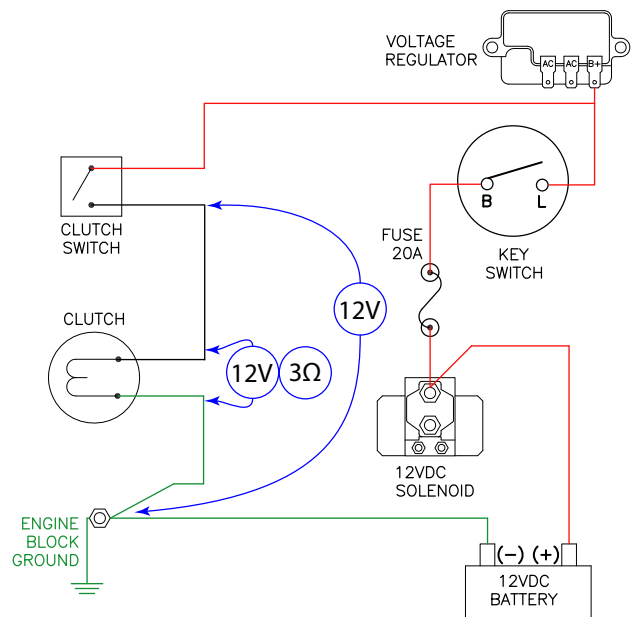 VOLTAGE
REGULATOR
AC AC B+
CLUTCH
SWITCH
B L
KEY
SWITCH
FUSE
20A
12V
CLUTCH
12V 3Ω
12VDC
SOLENOID
ENGINE
BLOCK
GROUND
(-) (+)
12VDC
BATTERY